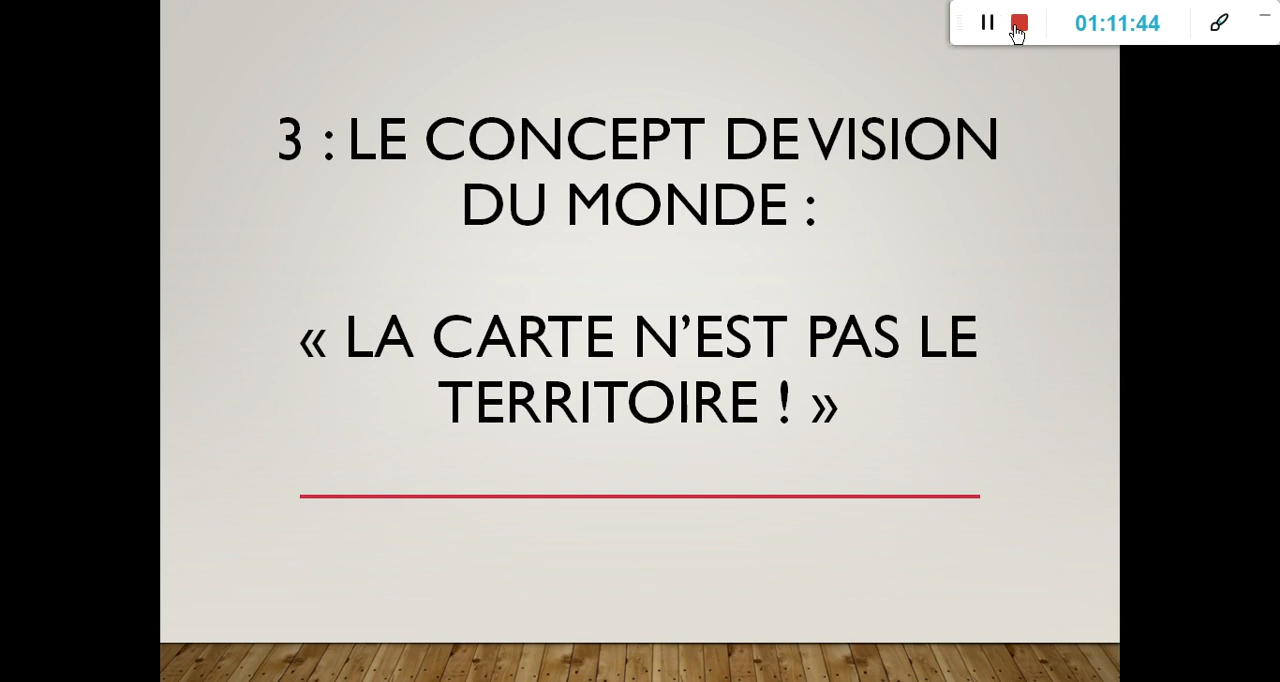 01:11:44
3 : LE CONCEPT DE VISION
DU MONDE :
« LA CARTE N’EST PAS LE
TERRITOIRE ! »